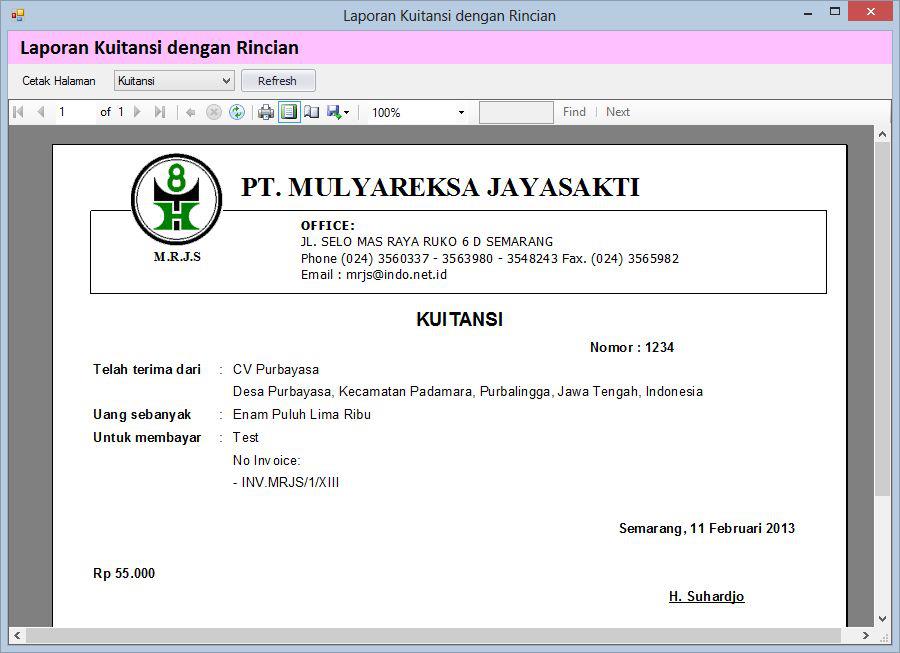 Laporan Kuitansi dengan Rincian
Laporan Kuitansi dengan Rincian
Cetak Halaman Kuitansi Refresh
1 of 1 100% Find | Next
8
H
PT. MULYAREKSA JAYASAKTI
M.R.J.S
OFFICE:
JL. SELO MAS RAYA RUKO 6 D SEMARANG
Phone (024) 3560337 - 3563980 - 3548243 Fax. (024) 3565982
Email : mrjs@indo.net.id
KUITANSI
Nomor : 1234
Telah terima dari : CV Purbayasa
Desa Purbayasa, Kecamatan Padamara, Purbalingga, Jawa Tengah, Indonesia
Uang sebanyak : Enam Puluh Lima Ribu
Untuk membayar : Test
No Invoice:
- INV.MRJS/1/XIII
Semarang, 11 Februari 2013
Rp 55.000
H. Suhardjo